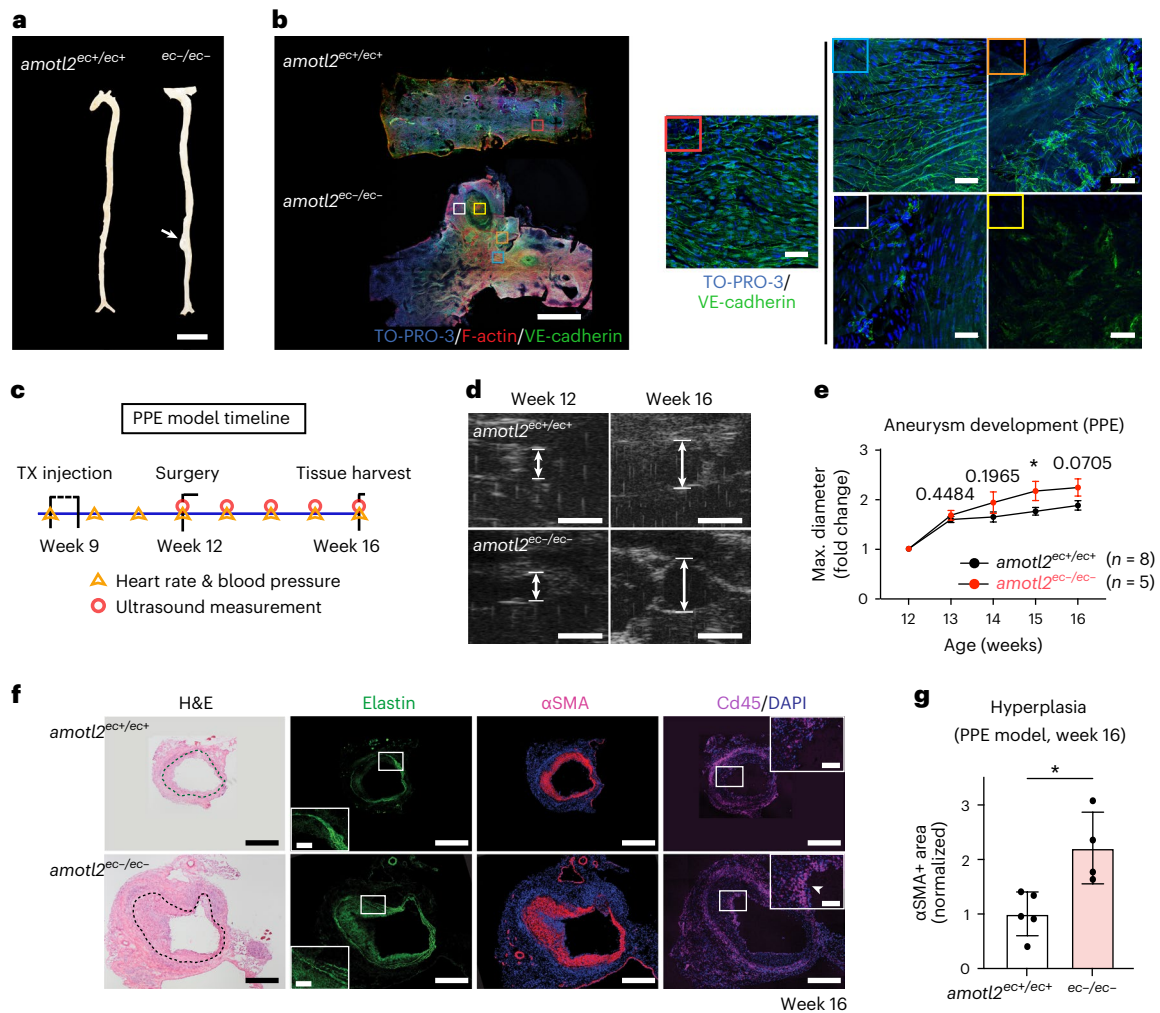 a
amotl2ec+/ec+
ec−/ec−
b
amotl2ec+/ec+
amotl2ec−/ec−
TO-PRO-3/F-actin/VE-cadherin
TO-PRO-3/
VE-cadherin
c
PPE model timeline
TX injection
Surgery
Tissue harvest
Week 9
Week 12
Week 16
Heart rate & blood pressure
Ultrasound measurement
d
Week 12
Week 16
amotl2ec+/ec+
amotl2ec−/ec−
e
Aneurysm development (PPE)
Max. diameter
(fold change)
3
2
1
0
0.4484
0.1965
*
0.0705
amotl2ec+/ec+ (n = 8)
amotl2ec−/ec− (n = 5)
12
13
14
15
16
Age (weeks)
f
H&E
Elastin
αSMA
Cd45/DAPI
amotl2ec+/ec+
amotl2ec−/ec−
Week 16
g
Hyperplasia
(PPE model, week 16)
*
αSMA+ area
(normalized)
3
2
1
0
amotl2ec+/ec+
ec−/ec−